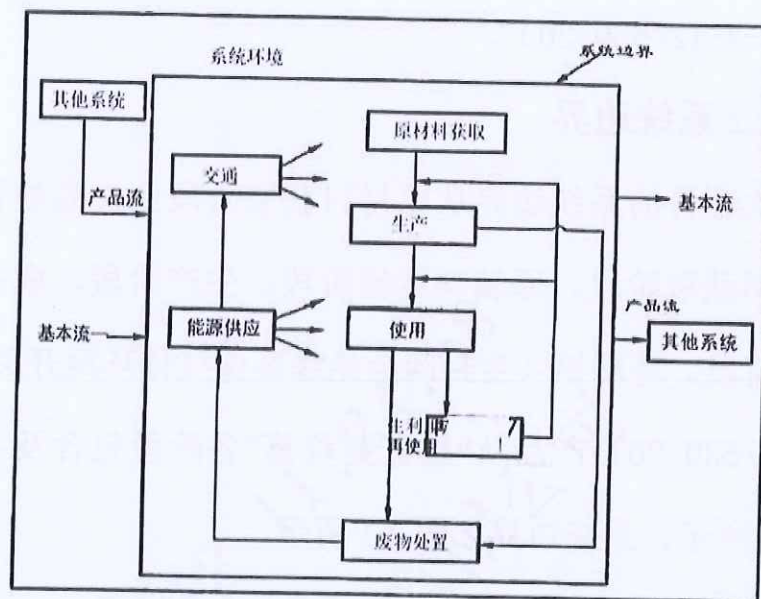 系统环境
系统边界
其他系统
原材料获取
交通
产品流
基本流
生产
产品流
基本流
能源供应
使用
其他系统
再使用
废物处置